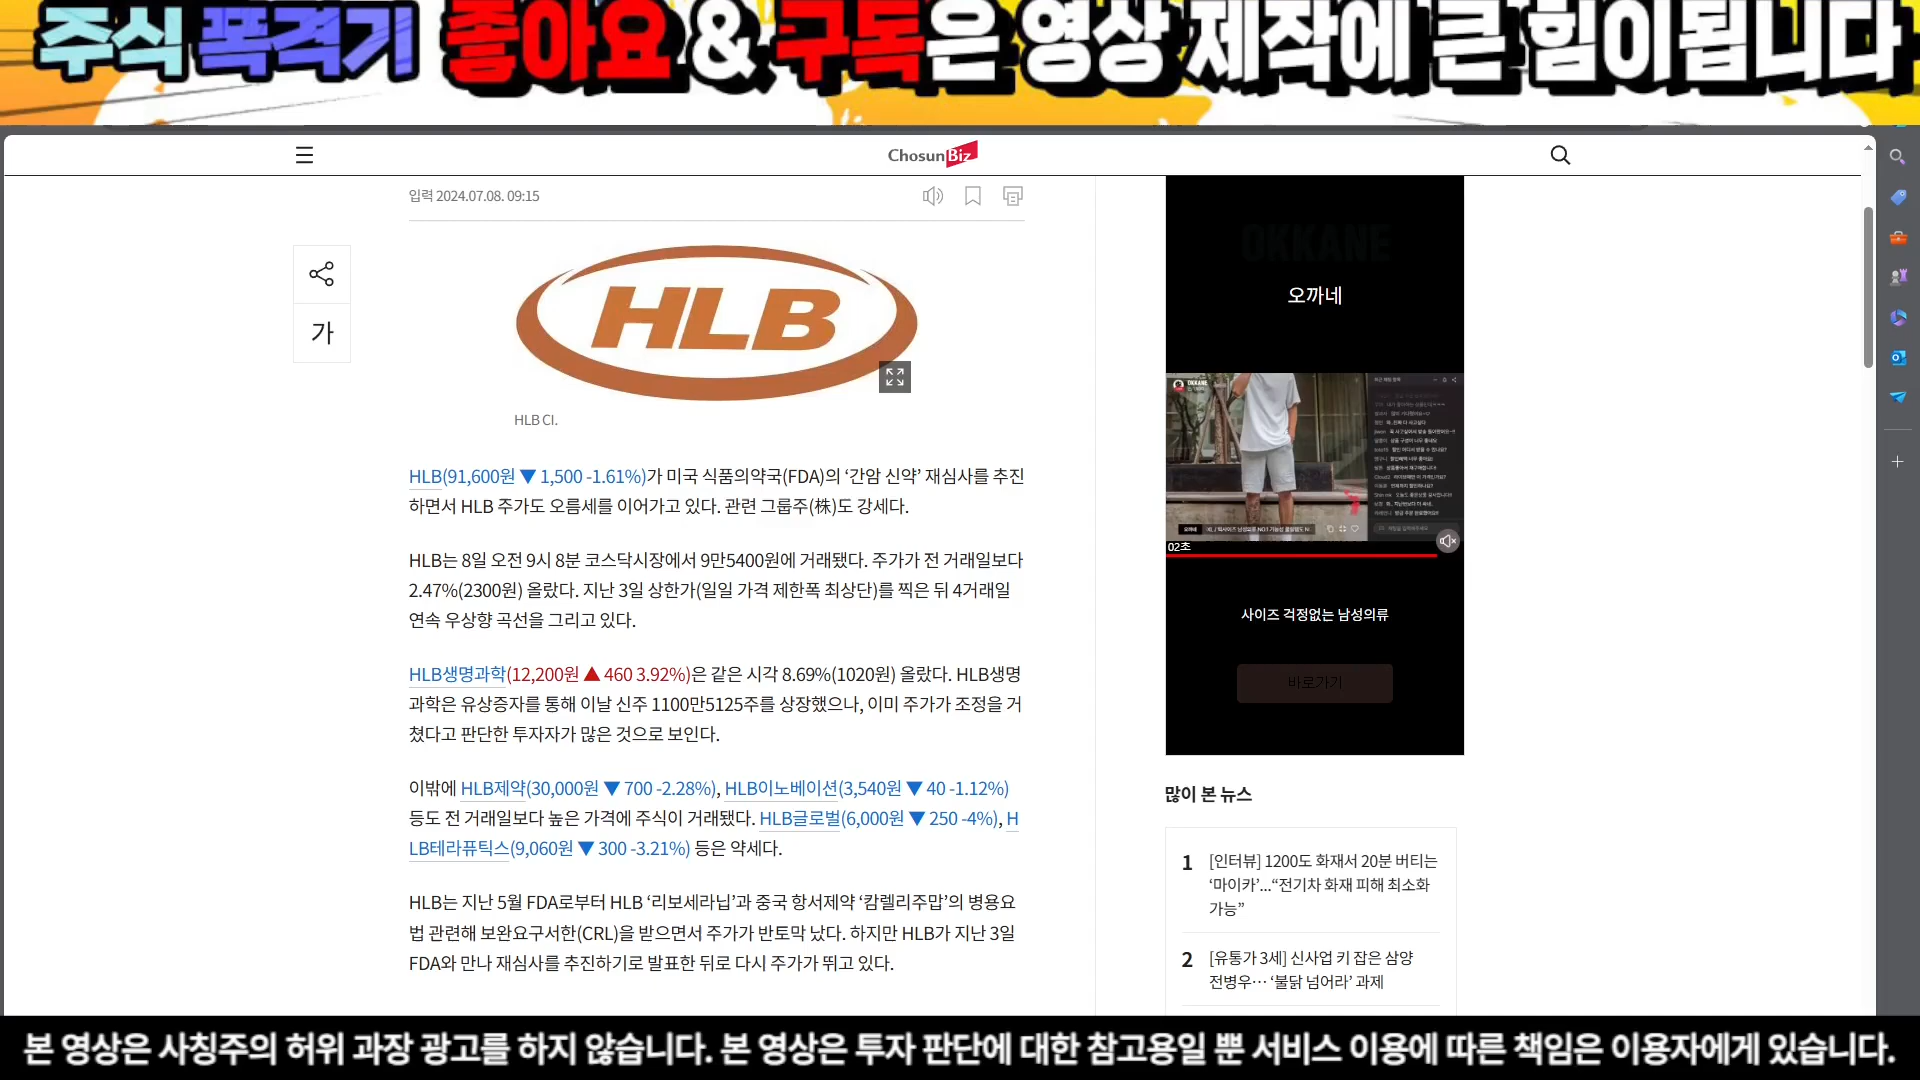 주식 폭격기 좋아요 & 구독은 영상 제작에 큰 힘이됩니다
ChosunBiz
입력 2024.07.08. 09:15
가
HLB
HLB CI.
HLB(91,600원 ▼ 1,500 -1.61%)가 미국 식품의약국(FDA)의 ‘간암 신약’ 재심사를 추진
하면서 HLB 주가도 오름세를 이어가고 있다. 관련 그룹주(株)도 강세다.
HLB는 8일 오전 9시 8분 코스닥시장에서 9만5400원에 거래됐다. 주가가 전 거래일보다
2.47%(2300원) 올랐다. 지난 3일 상한가(일일 가격 제한폭 최상단)를 찍은 뒤 4거래일
연속 우상향 곡선을 그리고 있다.
HLB생명과학(12,200원 ▲ 460 3.92%)은 같은 시각 8.69%(1020원) 올랐다. HLB생명
과학은 유상증자를 통해 이날 신주 1100만5125주를 상장했으나, 이미 주가가 조정을 거
쳤다고 판단한 투자자가 많은 것으로 보인다.
이밖에 HLB제약(30,000원 ▼ 700 -2.28%), HLB이노베이션(3,540원 ▼ 40 -1.12%)
등도 전 거래일보다 높은 가격에 주식이 거래됐다. HLB글로벌(6,000원 ▼ 250 -4%), H
LB테라퓨틱스(9,060원 ▼ 300 -3.21%) 등은 약세다.
HLB는 지난 5월 FDA로부터 HLB ‘리보세라닙’과 중국 항서제약 ‘캄렐리주맙’의 병용요
법 관련해 보완요구서한(CRL)을 받으면서 주가가 반토막 났다. 하지만 HLB가 지난 3일
FDA와 만나 재심사를 추진하기로 발표한 뒤로 다시 주가가 뛰고 있다.
OKKANE
오까네
OKKANE
02초
사이즈 걱정없는 남성의류
바로가기
많이 본 뉴스
1 [인터뷰] 1200도 화재서 20분 버티는
‘마이카’...“전기차 화재 피해 최소화
가능”
2 [유통가 3세] 신사업 키 잡은 삼양
전병우… ‘불닭 넘어라’ 과제
본 영상은 사칭주의 허위 과장 광고를 하지 않습니다. 본 영상은 투자 판단에 대한 참고용일 뿐 서비스 이용에 따른 책임은 이용자에게 있습니다.